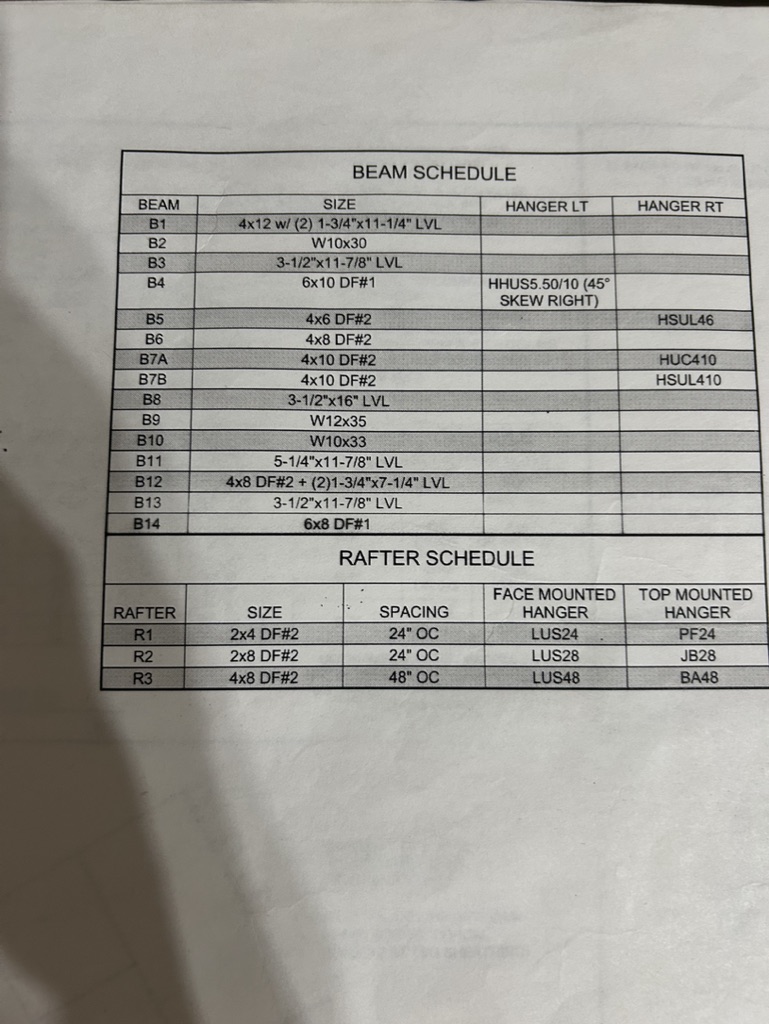 BEAM SCHEDULE
BEAM SIZE HANGER LT HANGER RT
B1 4x12 w/ (2) 1-3/4"x11-1/4" LVL
B2 W10x30
B3 3-1/2"x11-7/8" LVL
B4 6x10 DF#1 HHUS5.50/10 (45°
SKEW RIGHT)
B5 4x6 DF#2 HSUL46
B6 4x8 DF#2
B7A 4x10 DF#2 HUC410
B7B 4x10 DF#2 HSUL410
B8 3-1/2"x16" LVL
B9 W12x35
B10 W10x33
B11 5-1/4"x11-7/8" LVL
B12 4x8 DF#2 + (2)1-3/4"x7-1/4" LVL
B13 3-1/2"x11-7/8" LVL
B14 6x8 DF#1
RAFTER SCHEDULE
RAFTER SIZE SPACING FACE MOUNTED HANGER TOP MOUNTED HANGER
R1 2x4 DF#2 24" OC LUS24 PF24
R2 2x8 DF#2 24" OC LUS28 JB28
R3 4x8 DF#2 48" OC LUS48 BA48